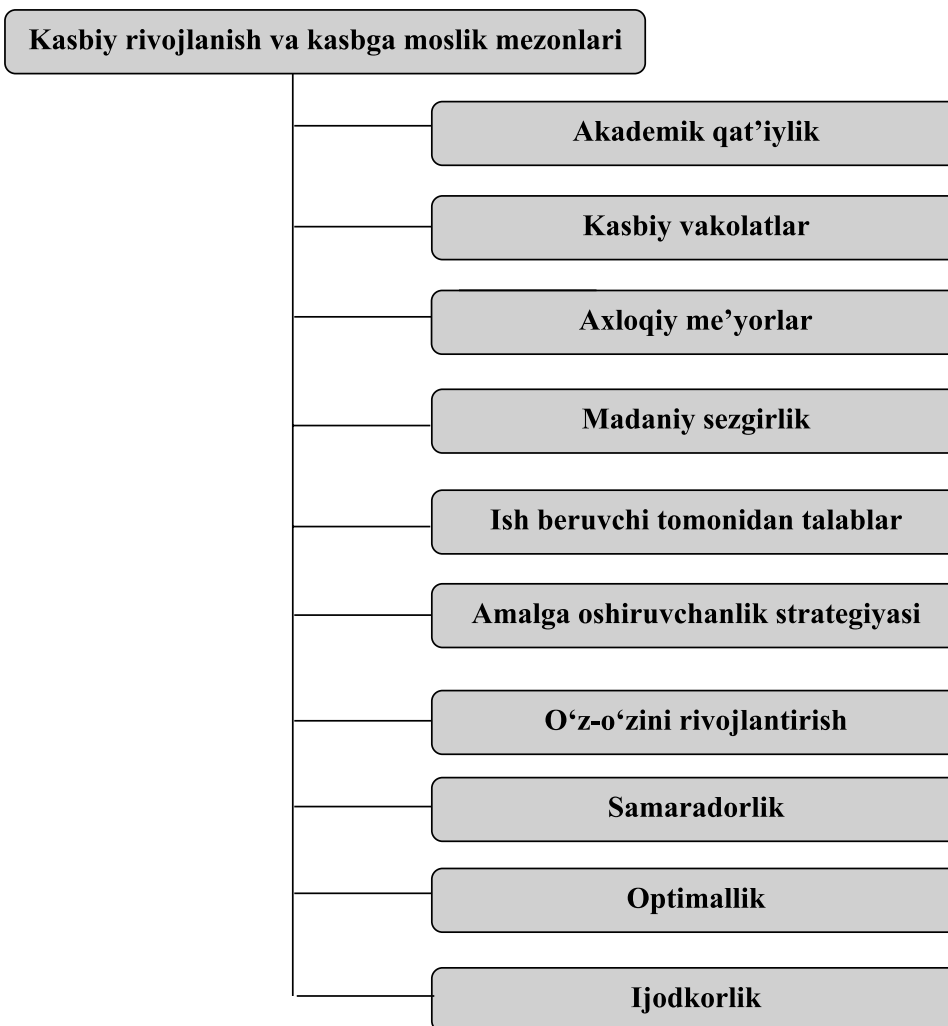 Kasbiy rivojlanish va kasbga moslik mezonlari
Akademik qat’iylik
Kasbiy vakolatlar
Axloqiy me’yorlar
Madaniy sezgirlik
Ish beruvchi tomonidan talablar
Amalga oshiruvchanlik strategiyasi
O‘z-o‘zini rivojlantirish
Samaradorlik
Optimallik
Ijodkorlik